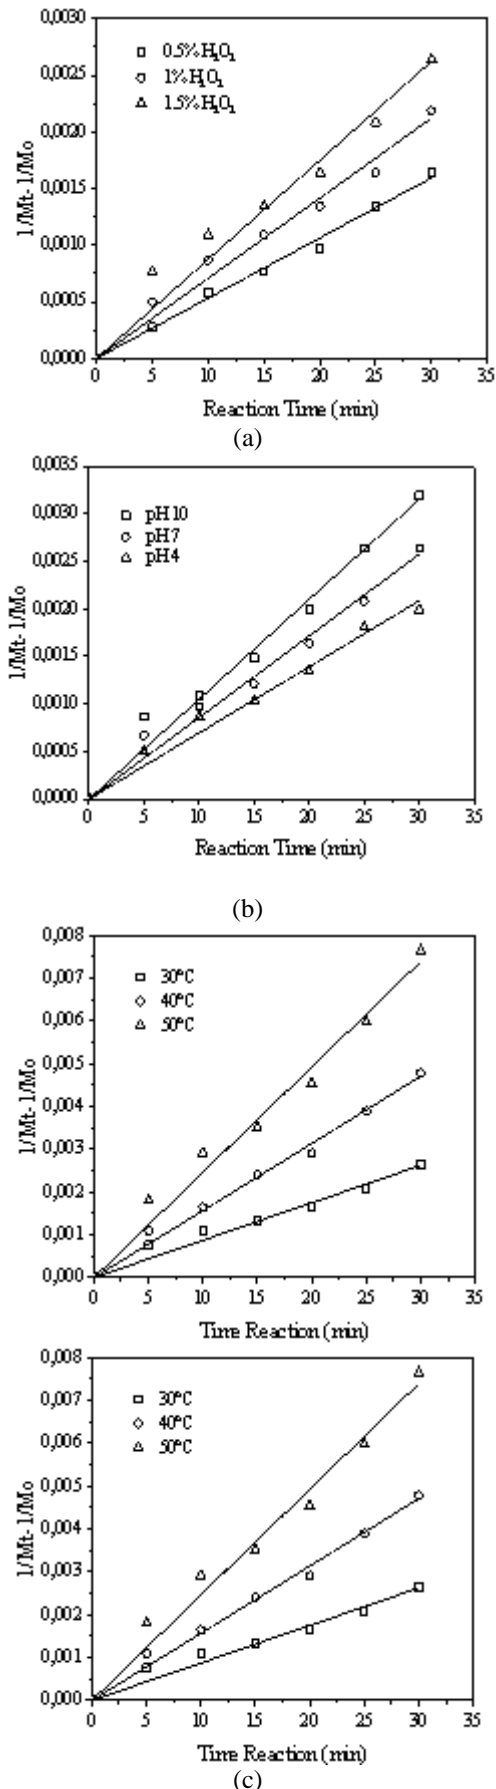 0,0030
0,0025
0,0020
0,0015
0,0010
0,0005
0,0000
1/Mt-1/Mo
0.5%H₂O₂
1%H₂O₂
1.5%H₂O₂
0 5 10 15 20 25 30 35
Reaction Time (min)
(a)
0,0035
0,0030
0,0025
0,0020
0,0015
0,0010
0,0005
0,0000
1/Mt-1/Mo
pH10
pH7
pH4
0 5 10 15 20 25 30 35
Reaction Time (min)
(b)
0,008
0,007
0,006
0,005
0,004
0,003
0,002
0,001
0,000
1/Mt-1/Mo
30°C
40°C
50°C
0 5 10 15 20 25 30 35
Time Reaction (min)
0,008
0,007
0,006
0,005
0,004
0,003
0,002
0,001
0,000
1/Mt-1/Mo
30°C
40°C
50°C
0 5 10 15 20 25 30 35
Time Reaction (min)
(c)